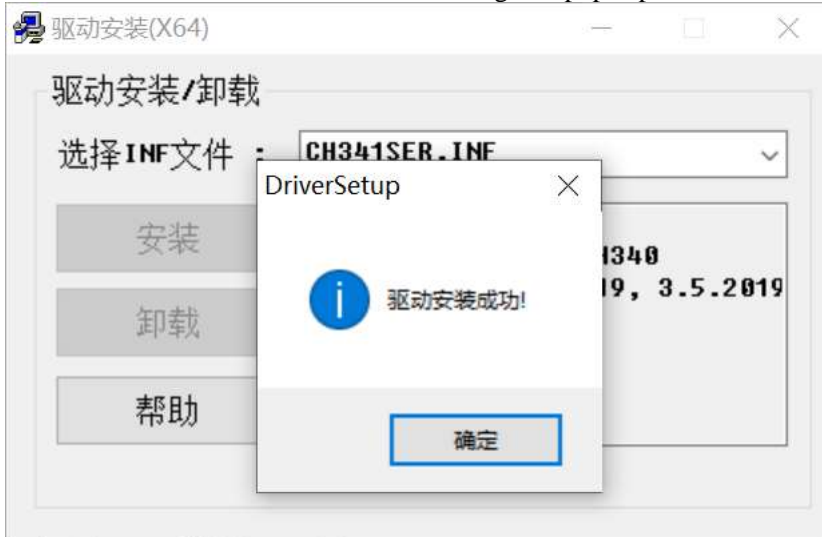 驱动安装(X64)
驱动安装/卸载
选择INF文件 :
CH341SER.INF
DriverSetup
安装
驱动安装成功!
卸载
帮助
确定
H340
19, 3.5.2019